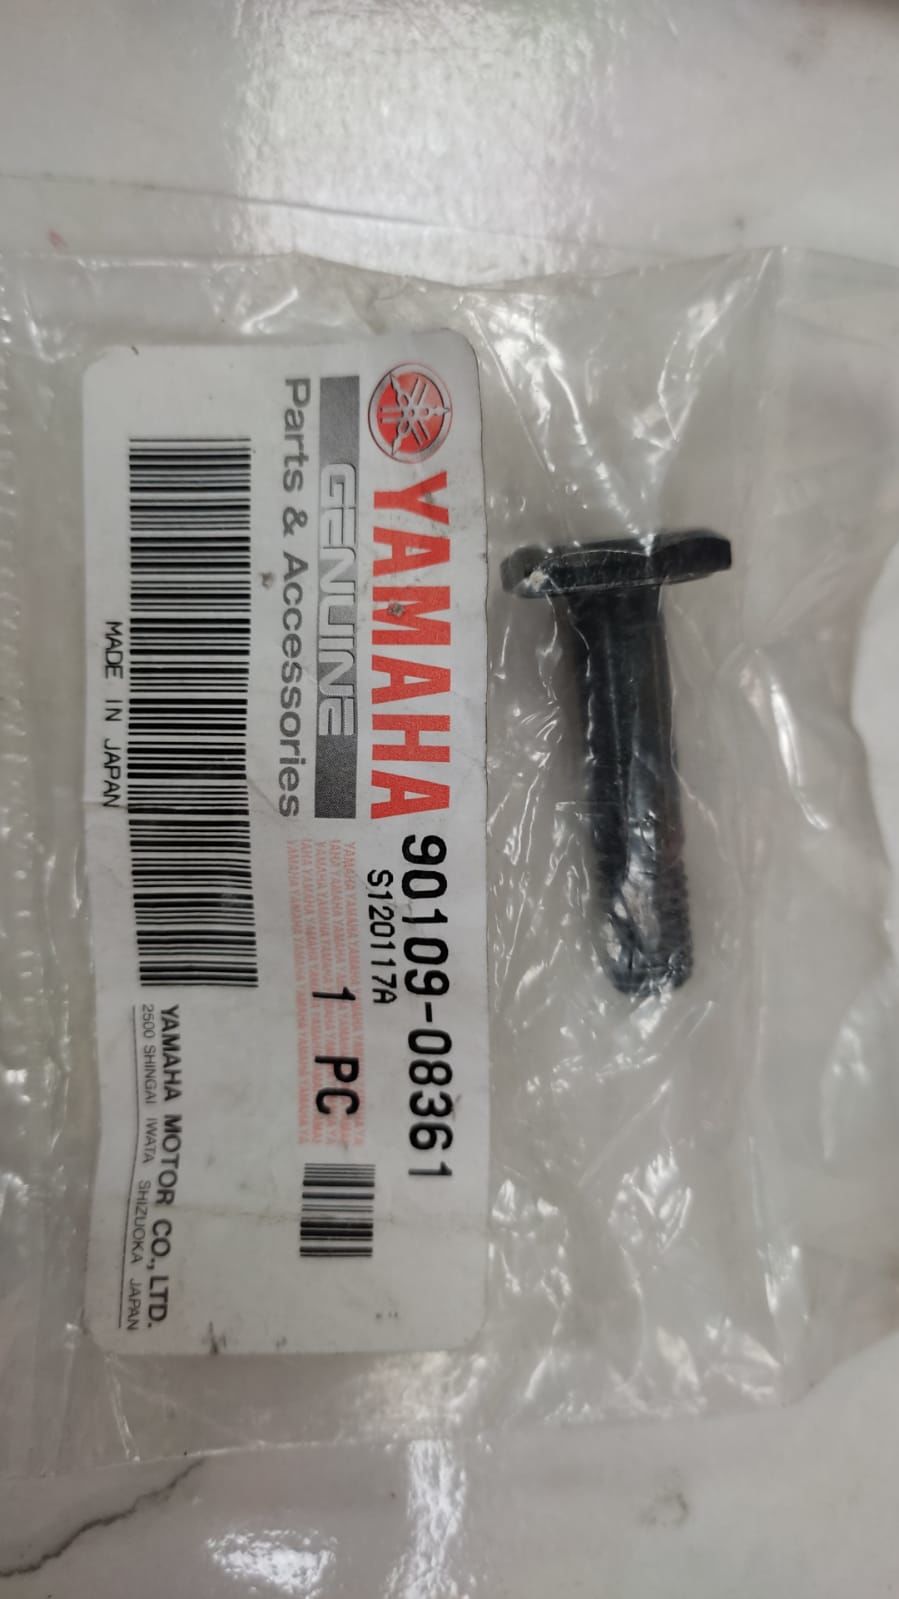 YAMAHA
GENUINE
Parts & Accessories
90109-08361
S120117A
1 PC
MADE IN JAPAN
YAMAHA MOTOR CO., LTD.
2500 SHINGAI IWATA SHIZUOKA JAPAN